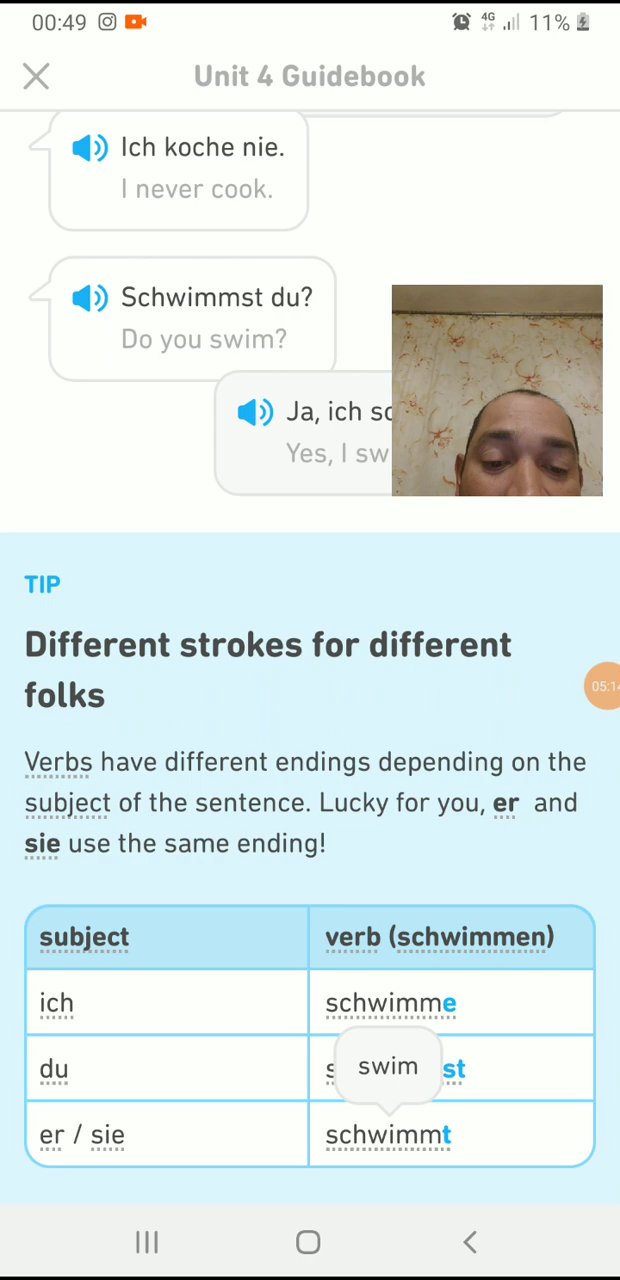 00:49 4G 11%
Unit 4 Guidebook
Ich koche nie.
I never cook.
Schwimmst du?
Do you swim?
Ja, ich
Yes, I
TIP
Different strokes for different
folks
Verbs have different endings depending on the
subject of the sentence. Lucky for you, er and
sie use the same ending!
subject verb (schwimmen)
ich schwimme
du st
swim
er / sie schwimmt